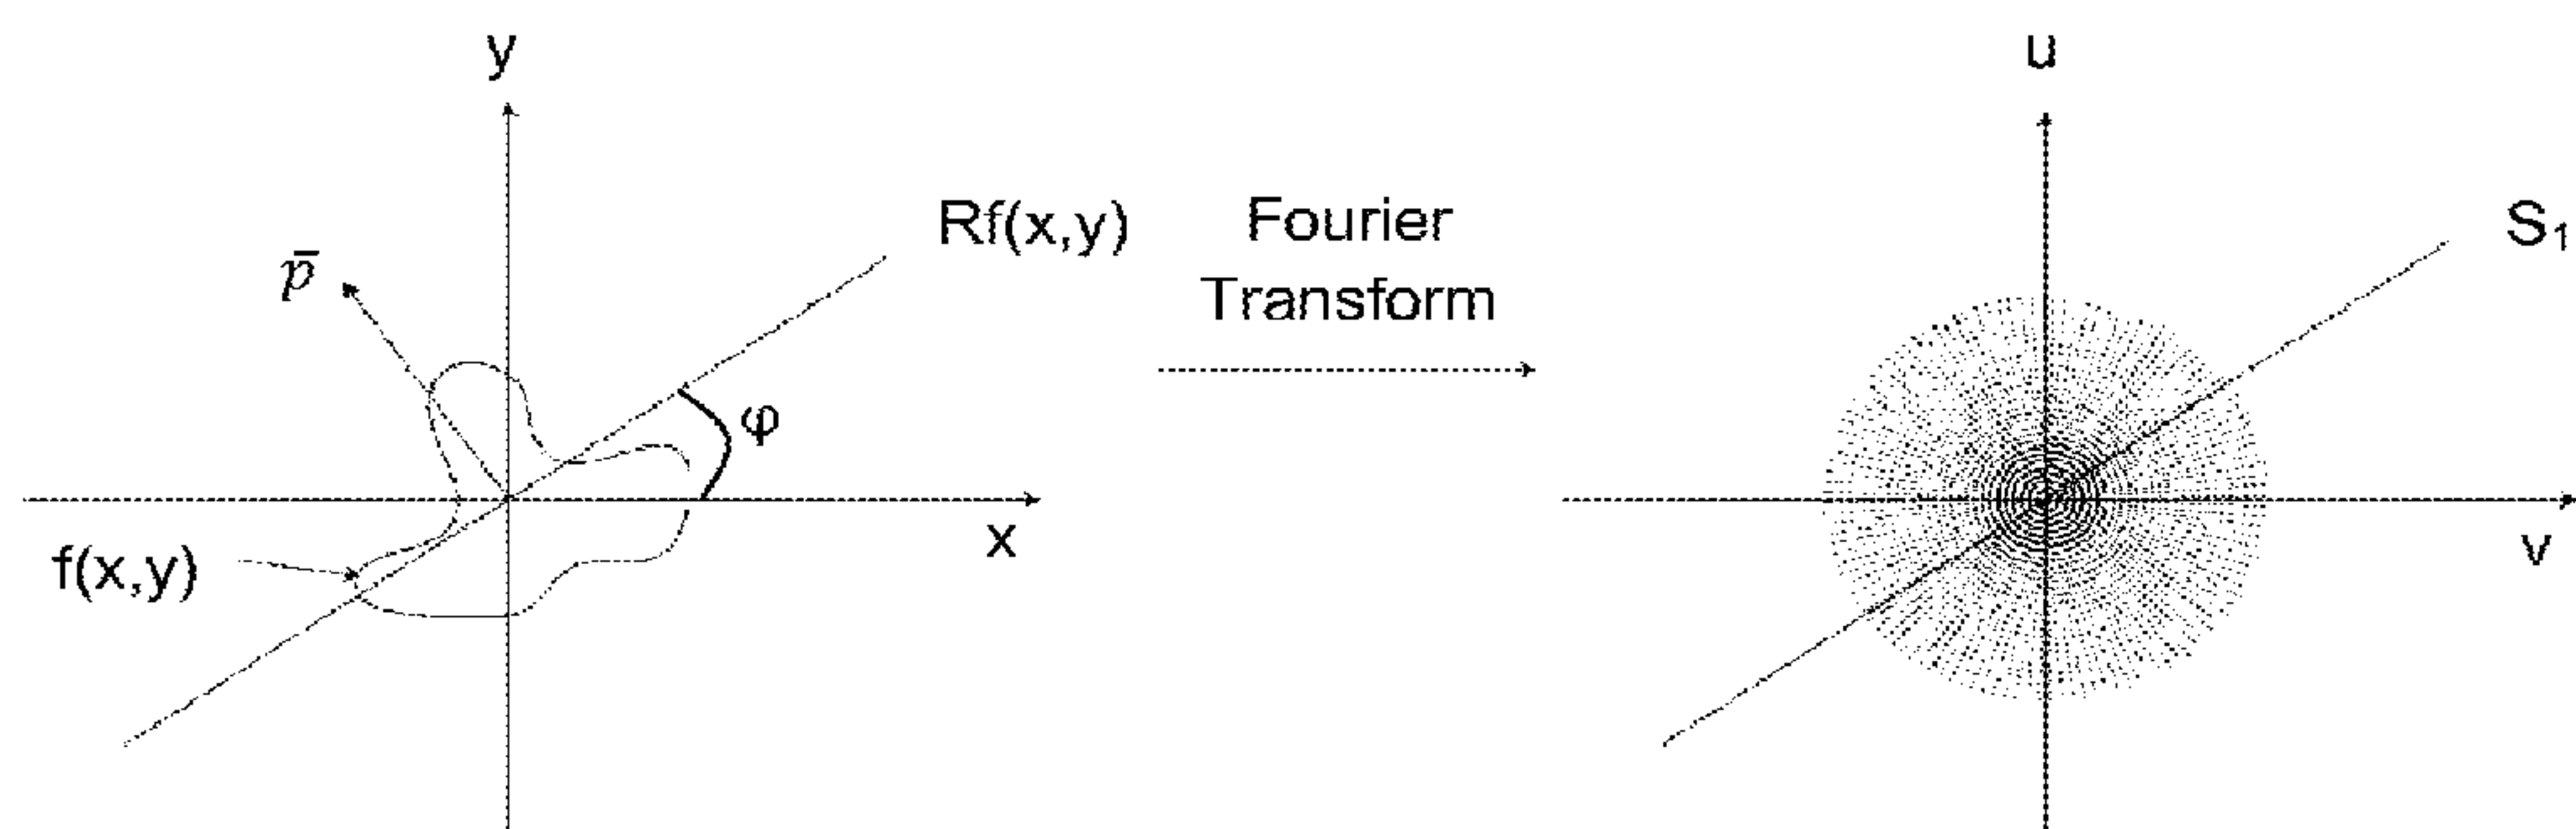 y
p̄
Rf(x,y)
φ
x
f(x,y)
Fourier
Transform
u
S₁
v